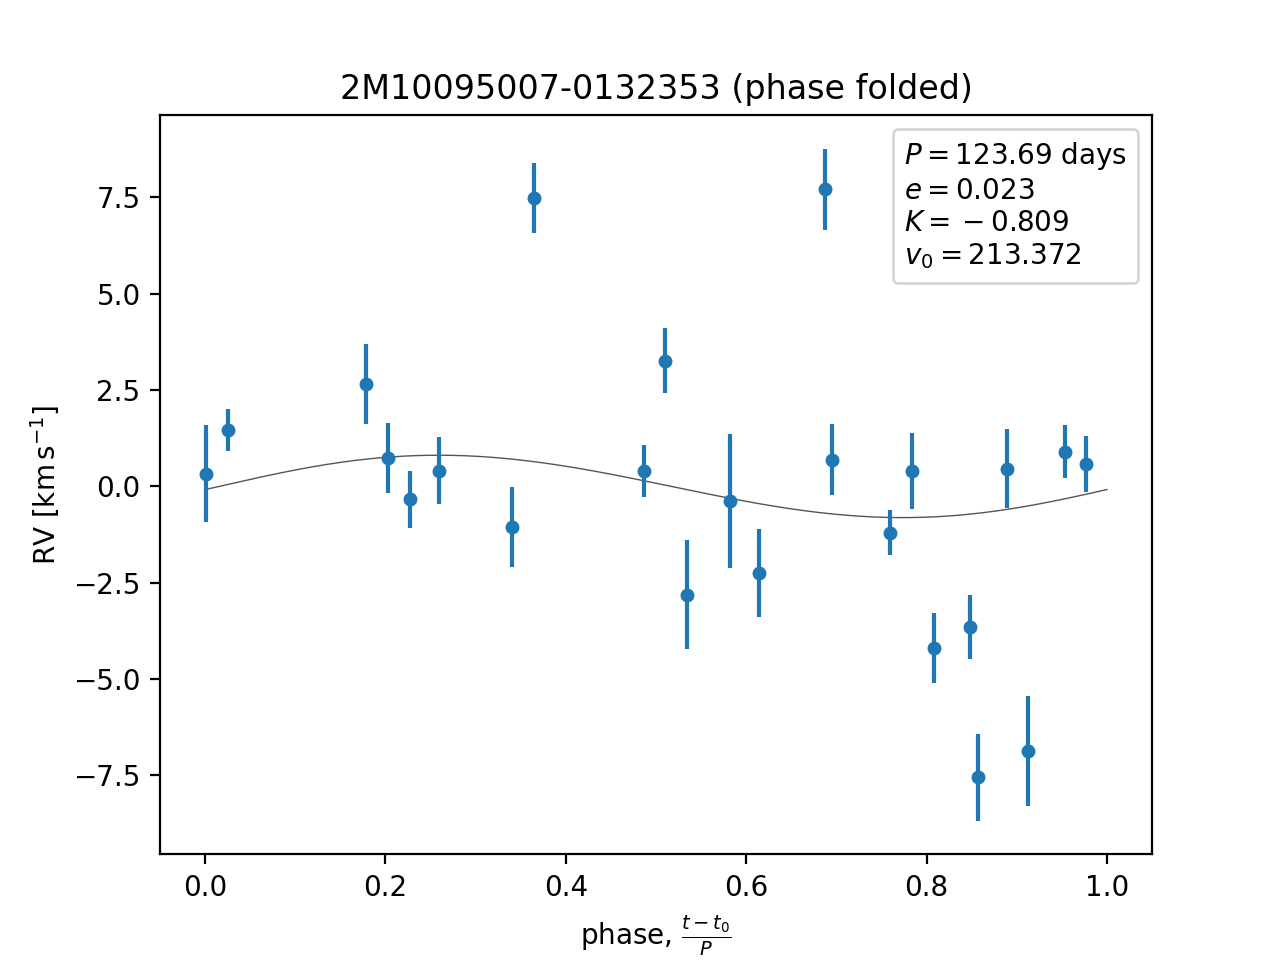 2M10095007-0132353 (phase folded)
P = 123.69 days
e = 0.023
K = −0.809
v₀ = 213.372
RV [km s⁻¹]
7.5
5.0
2.5
0.0
−2.5
−5.0
−7.5
0.0 0.2 0.4 0.6 0.8 1.0
phase, (t − t₀)/P